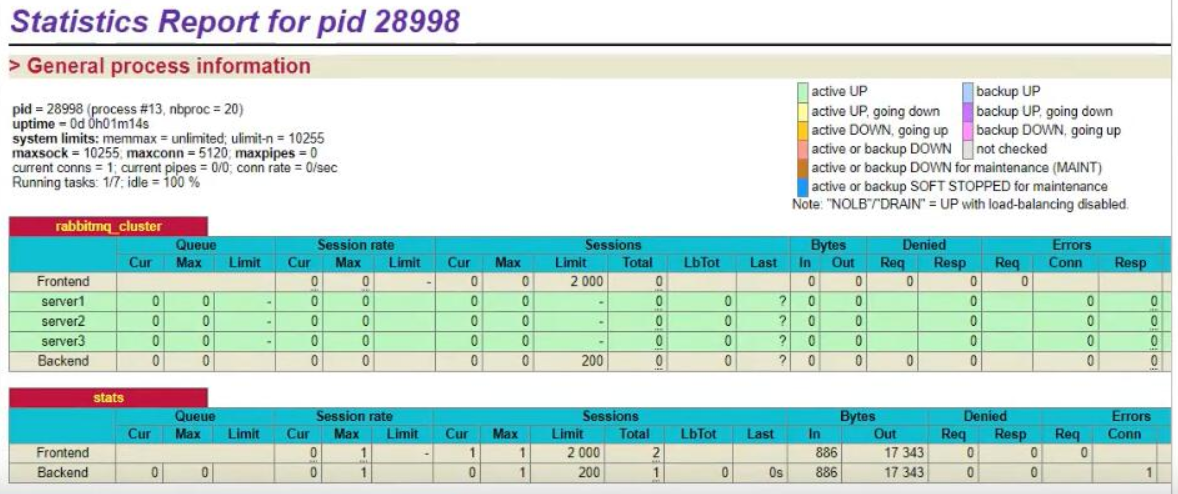 Statistics Report for pid 28998
> General process information
pid = 28998 (process #13, nbproc = 20)
uptime = 0d 0h01m14s
system limits: memmax = unlimited; ulimit-n = 10255
maxsock = 10255; maxconn = 5120; maxpipes = 0
current conns = 1; current pipes = 0/0; conn rate = 0/sec
Running tasks: 1/7; idle = 100 %
active UP backup UP
active UP, going down backup UP, going down
active DOWN, going up backup DOWN, going up
active or backup DOWN not checked
active or backup DOWN for maintenance (MAINT)
active or backup SOFT STOPPED for maintenance
Note: "NOLB"/"DRAIN" = UP with load-balancing disabled.
rabbitmq_cluster
Queue Session rate Sessions Bytes Denied Errors
Cur Max Limit Cur Max Limit Cur Max Limit Total LbTot Last In Out Req Resp Req Conn Resp
Frontend 0 0 - 0 0 2 000 0 0 0 0 0 0
server1 0 0 - 0 0 0 0 - 0 0 ? 0 0 0 0 0
server2 0 0 - 0 0 0 0 - 0 0 ? 0 0 0 0 0
server3 0 0 - 0 0 0 0 - 0 0 ? 0 0 0 0 0
Backend 0 0 0 0 0 0 200 0 0 ? 0 0 0 0 0 0
stats
Queue Session rate Sessions Bytes Denied Errors
Cur Max Limit Cur Max Limit Cur Max Limit Total LbTot Last In Out Req Resp Req Conn
Frontend 0 1 - 1 1 2 000 2 886 17 343 0 0 0
Backend 0 0 0 1 0 1 200 1 0 0s 886 17 343 0 0 1